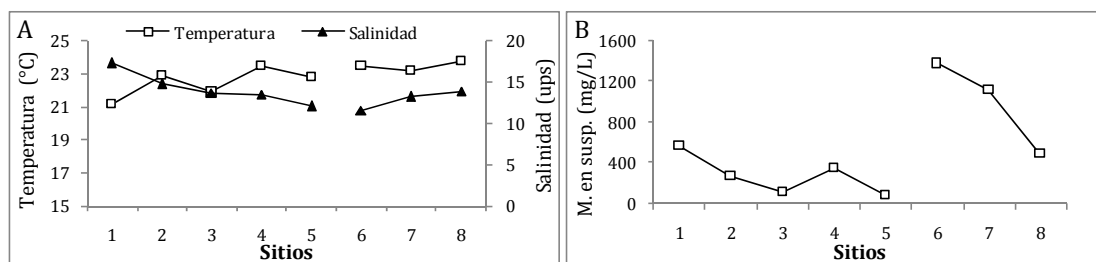 A
Temperatura
Salinidad
Temperatura (°C)
25
23
21
19
17
15
20
15
10
5
0
Salinidad (ups)
1 2 3 4 5 6 7 8
Sitios
B
M. en susp. (mg/L)
1600
1200
800
400
0
1 2 3 4 5 6 7 8
Sitios